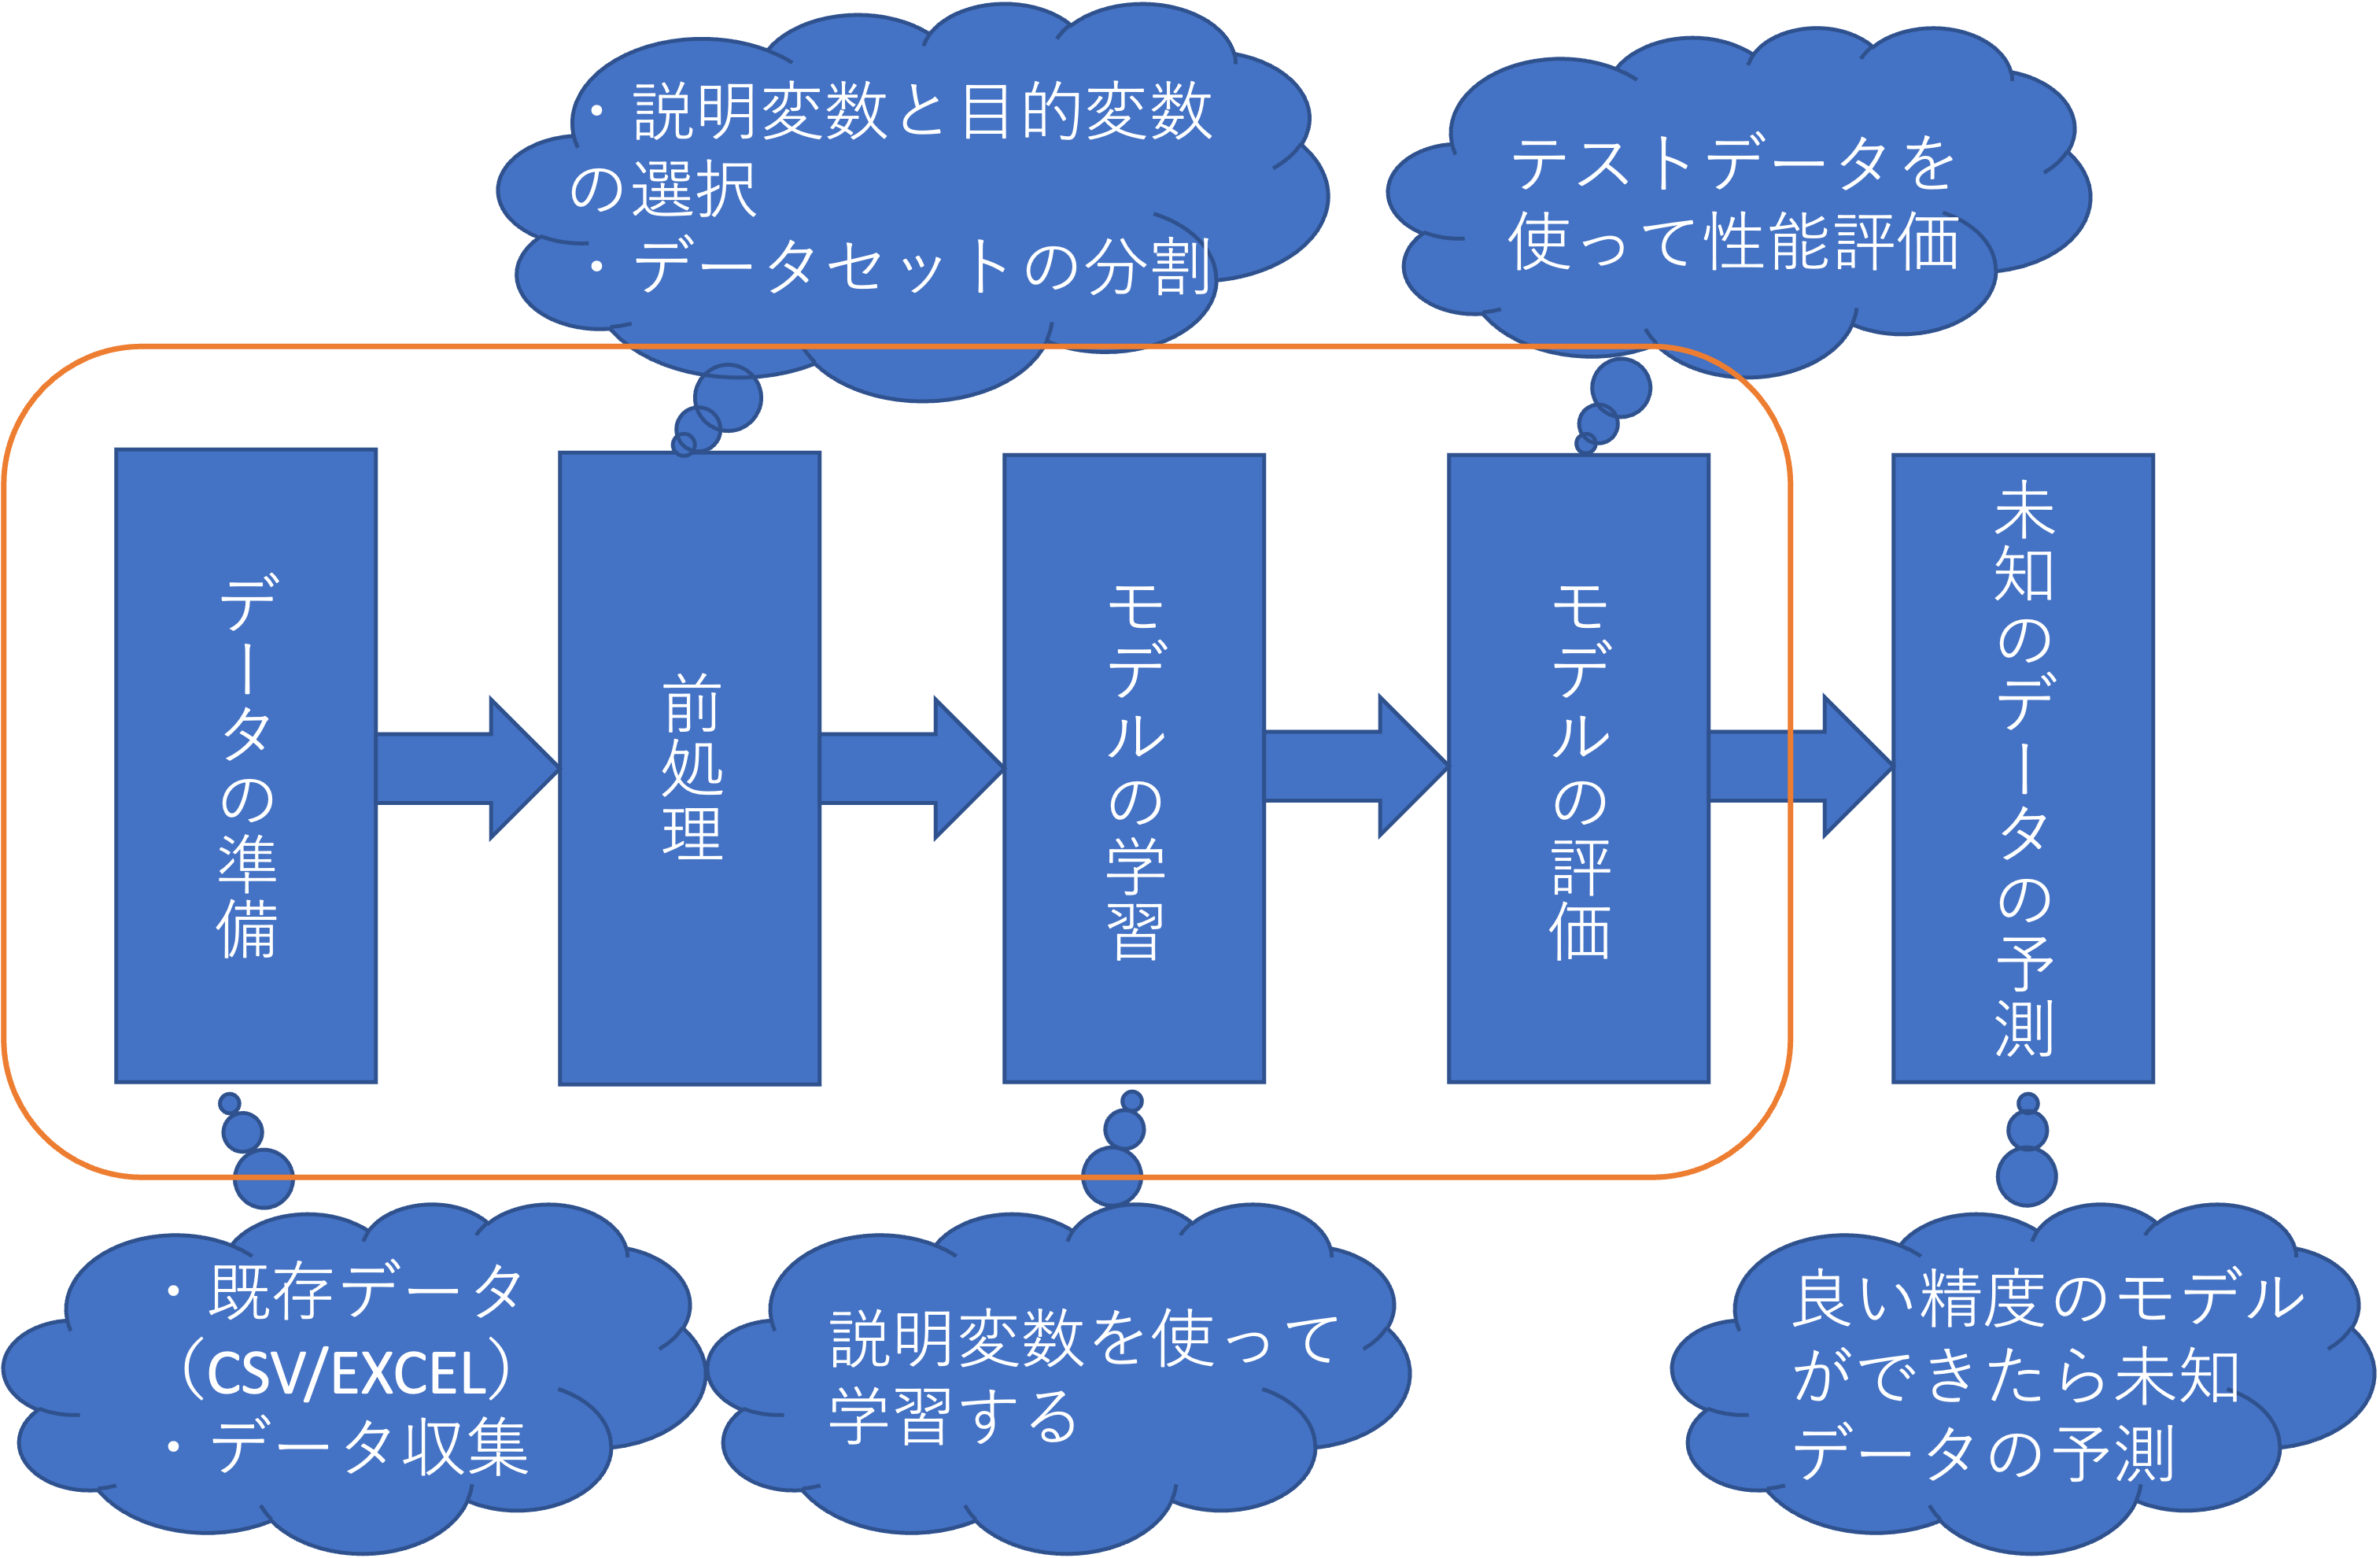 ・説明変数と目的変数
の選択
・データセットの分割
テストデータを
使って性能評価
データの準備
前処理
モデルの学習
モデルの評価
未知のデータの予測
・既存データ
（CSV/EXCEL）
・データ収集
説明変数を使って
学習する
良い精度のモデル
ができたら未知
データの予測